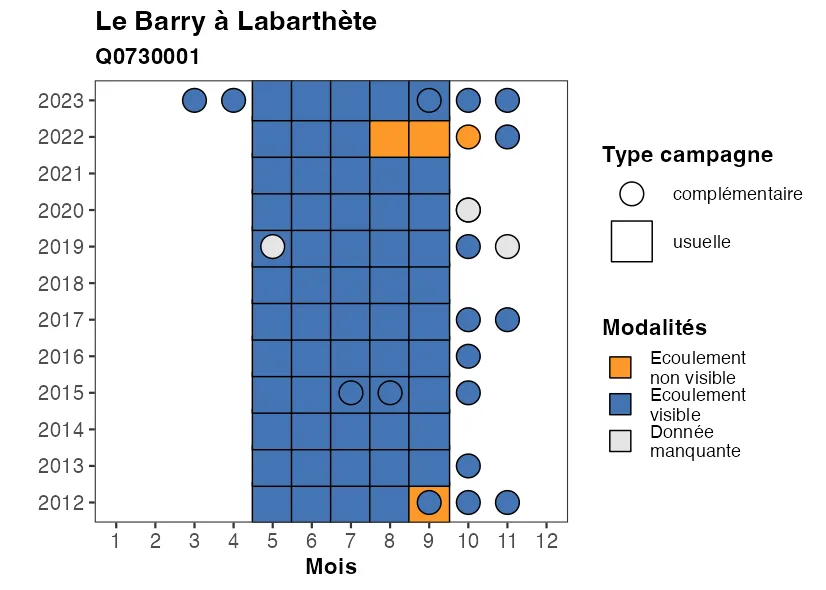 Le Barry à Labarthète
Q0730001
2023
2022
2021
2020
2019
2018
2017
2016
2015
2014
2013
2012
1 2 3 4 5 6 7 8 9 10 11 12
Mois
Type campagne
complémentaire
usuelle
Modalités
Ecoulement
non visible
Ecoulement
visible
Donnée
manquante